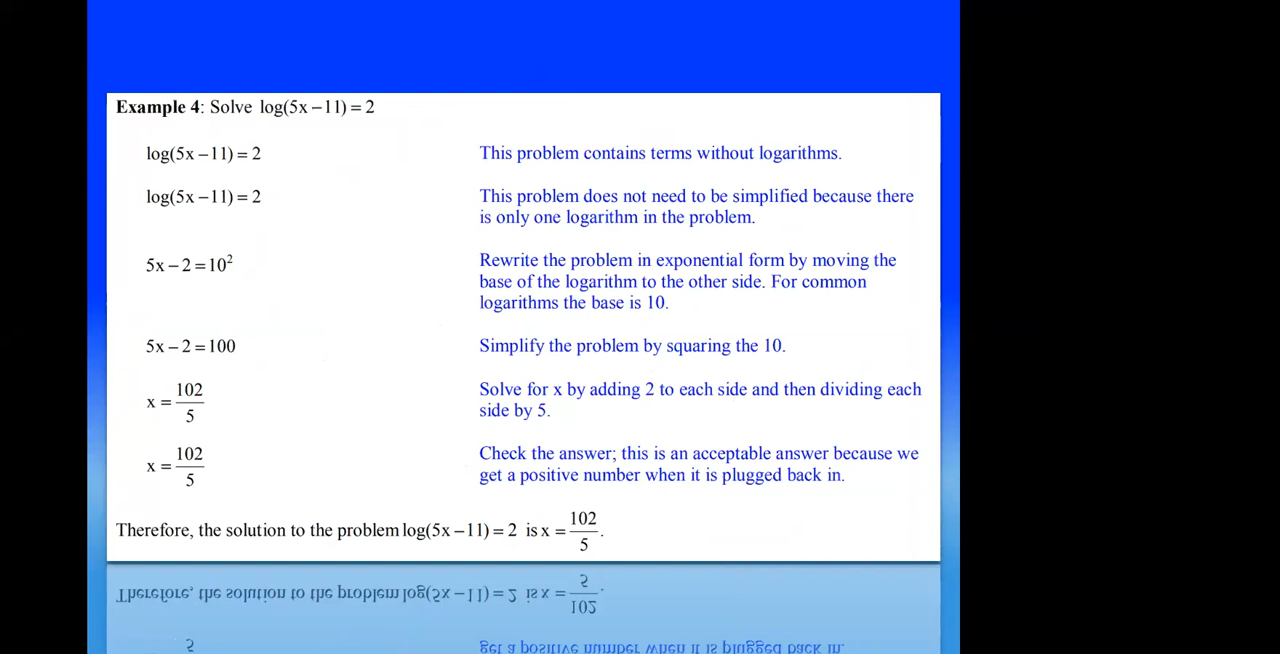 Example 4: Solve log(5x−11)=2
log(5x−11)=2
This problem contains terms without logarithms.
log(5x−11)=2
This problem does not need to be simplified because there
is only one logarithm in the problem.
5x−2=10²
Rewrite the problem in exponential form by moving the
base of the logarithm to the other side. For common
logarithms the base is 10.
5x−2=100
Simplify the problem by squaring the 10.
x = 102/5
Solve for x by adding 2 to each side and then dividing each
side by 5.
x = 102/5
Check the answer; this is an acceptable answer because we
get a positive number when it is plugged back in.
Therefore, the solution to the problem log(5x−11)=2 is x = 102/5.